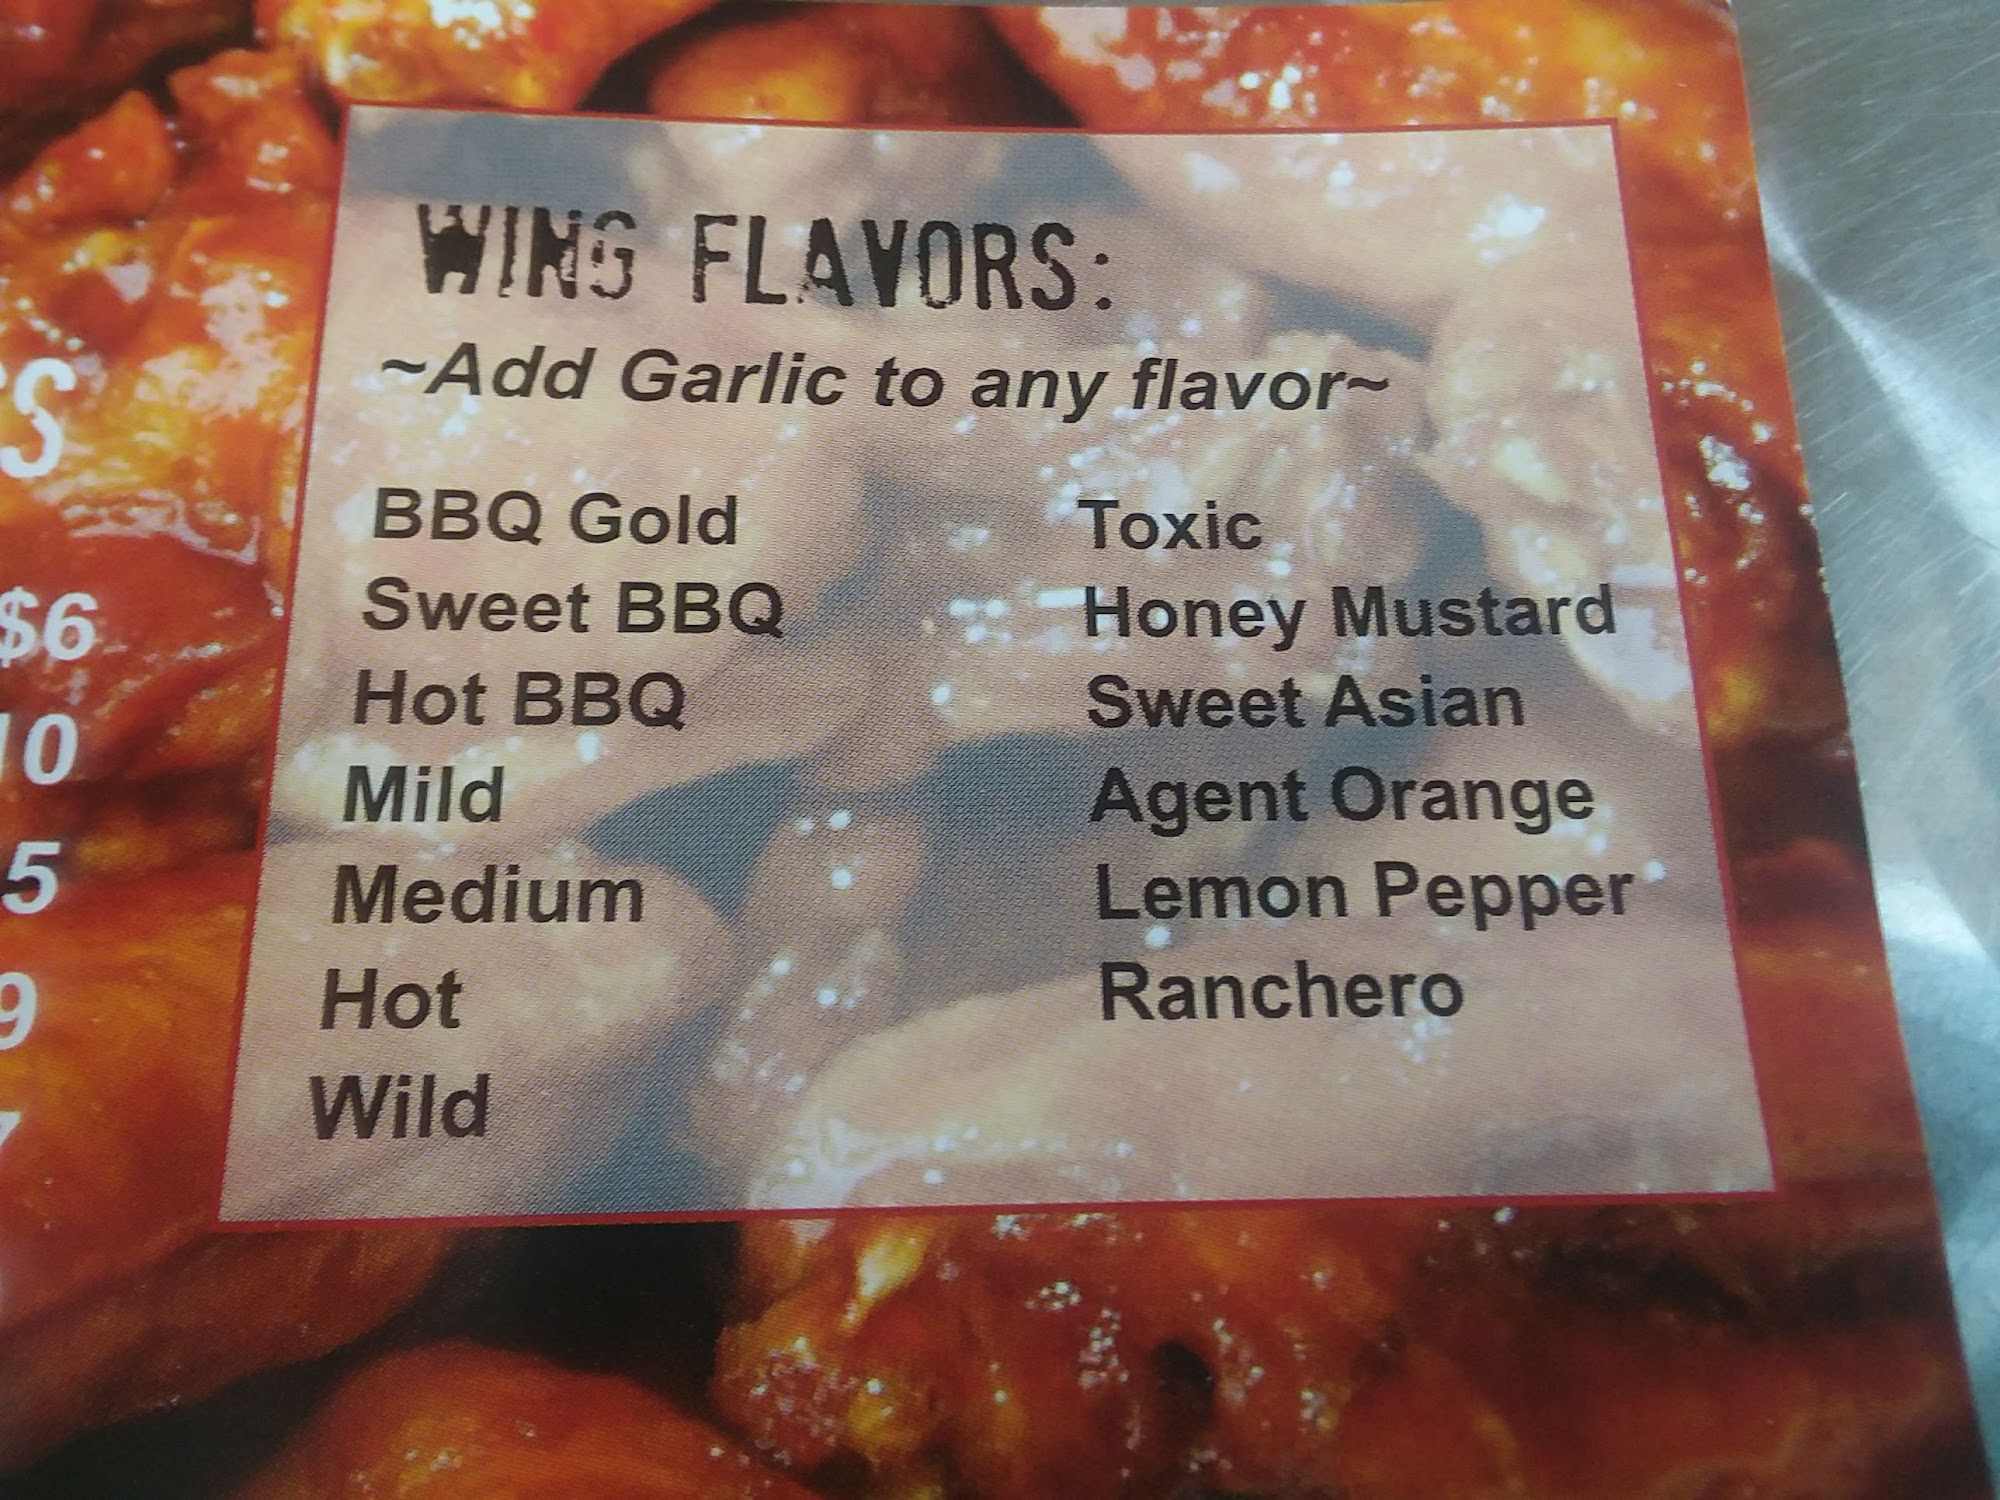 WING FLAVORS:
~Add Garlic to any flavor~
BBQ Gold
Sweet BBQ
Hot BBQ
Mild
Medium
Hot
Wild
Toxic
Honey Mustard
Sweet Asian
Agent Orange
Lemon Pepper
Ranchero
$6